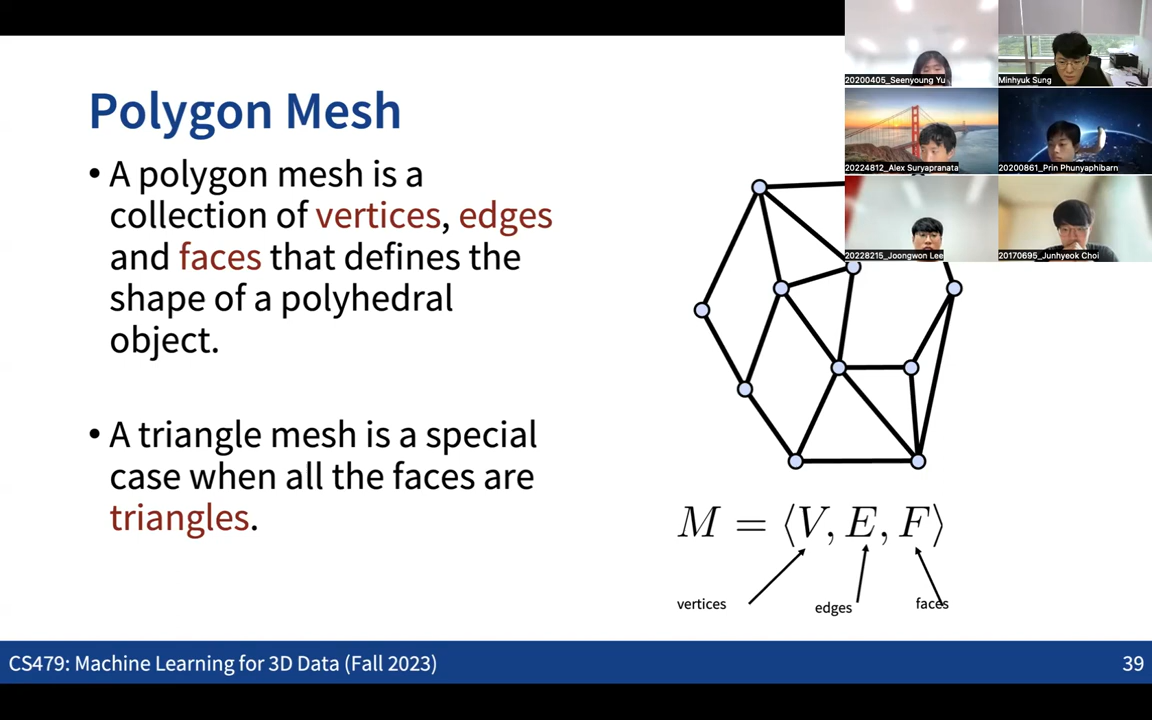 20200405_Seenyoung Yu
Minhyuk Sung
20224812_Alex Suryapranata
20200861_Prin Phunyaphibarn
20228215_Joongwon Lee
20170695_Junhyeok Choi
Polygon Mesh
• A polygon mesh is a
collection of vertices, edges
and faces that defines the
shape of a polyhedral
object.
• A triangle mesh is a special
case when all the faces are
triangles.
M = ⟨V, E, F⟩
vertices
edges
faces
CS479: Machine Learning for 3D Data (Fall 2023)
39